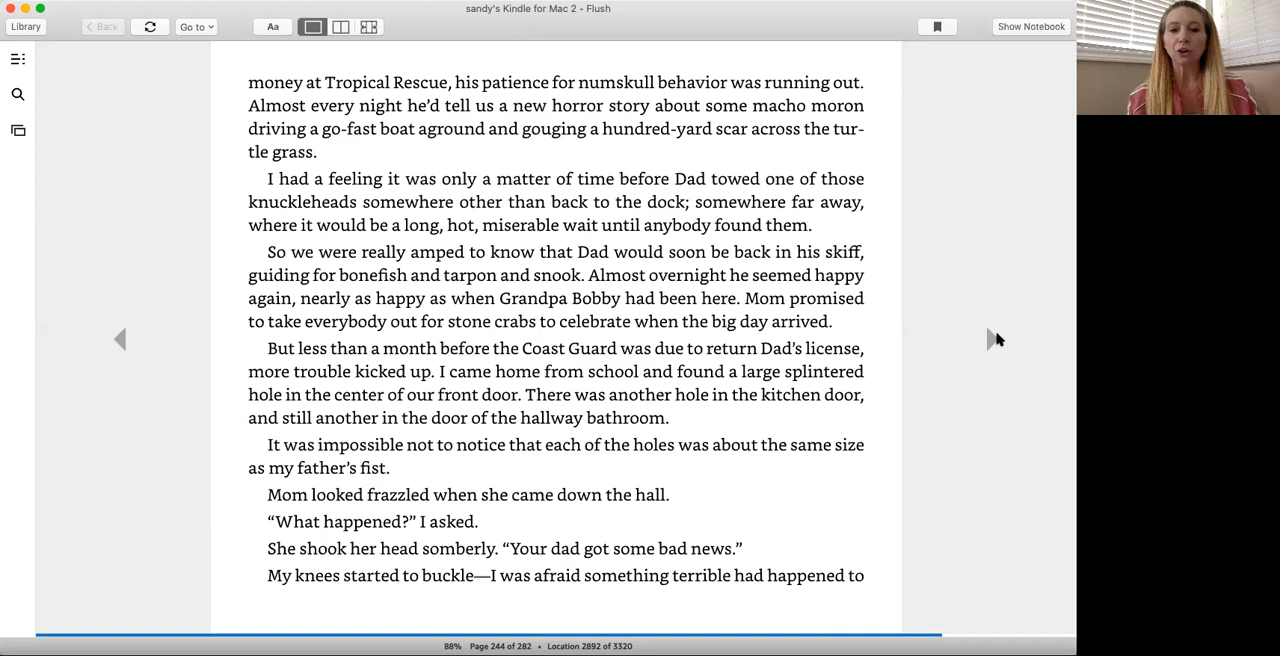 sandy's Kindle for Mac 2 - Flush
Library
Back
Go to
Aa
Show Notebook
money at Tropical Rescue, his patience for numskull behavior was running out.
Almost every night he’d tell us a new horror story about some macho moron
driving a go-fast boat aground and gouging a hundred-yard scar across the tur-
tle grass.
I had a feeling it was only a matter of time before Dad towed one of those
knuckleheads somewhere other than back to the dock; somewhere far away,
where it would be a long, hot, miserable wait until anybody found them.
So we were really amped to know that Dad would soon be back in his skiff,
guiding for bonefish and tarpon and snook. Almost overnight he seemed happy
again, nearly as happy as when Grandpa Bobby had been here. Mom promised
to take everybody out for stone crabs to celebrate when the big day arrived.
But less than a month before the Coast Guard was due to return Dad’s license,
more trouble kicked up. I came home from school and found a large splintered
hole in the center of our front door. There was another hole in the kitchen door,
and still another in the door of the hallway bathroom.
It was impossible not to notice that each of the holes was about the same size
as my father’s fist.
Mom looked frazzled when she came down the hall.
“What happened?” I asked.
She shook her head somberly. “Your dad got some bad news.”
My knees started to buckle—I was afraid something terrible had happened to
88% Page 244 of 282 • Location 2892 of 3320